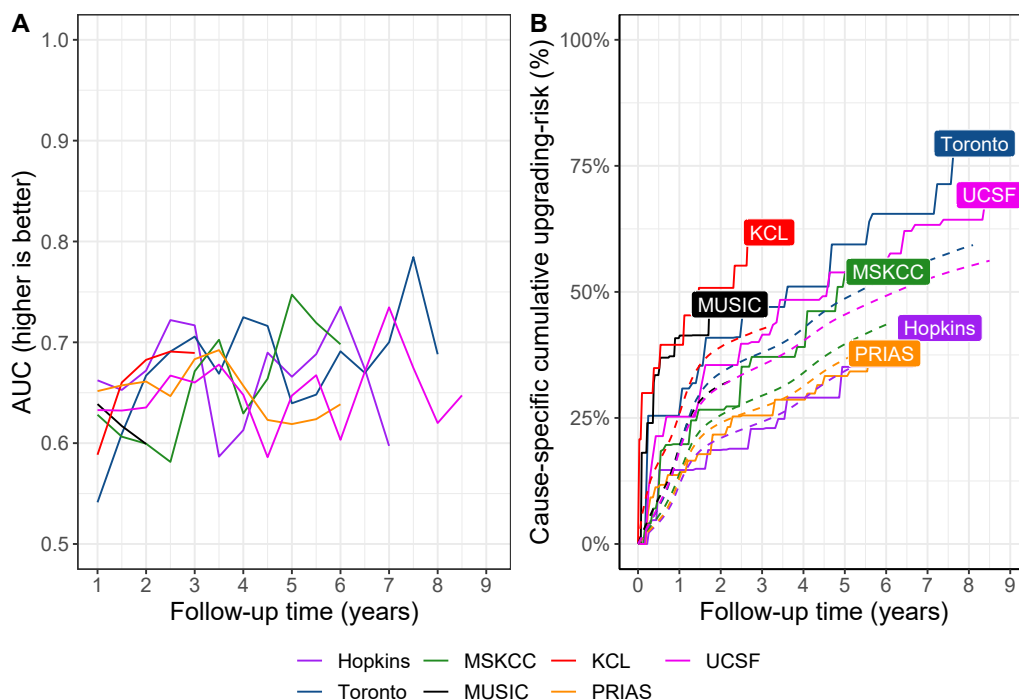 A
AUC (higher is better)
1.0
0.9
0.8
0.7
0.6
0.5
1 2 3 4 5 6 7 8 9
Follow-up time (years)
B
Cause-specific cumulative upgrading-risk (%)
100%
75%
50%
25%
0%
Toronto
UCSF
KCL
MSKCC
MUSIC
Hopkins
PRIAS
0 1 2 3 4 5 6 7 8 9
Follow-up time (years)
Hopkins MSKCC KCL UCSF
Toronto MUSIC PRIAS